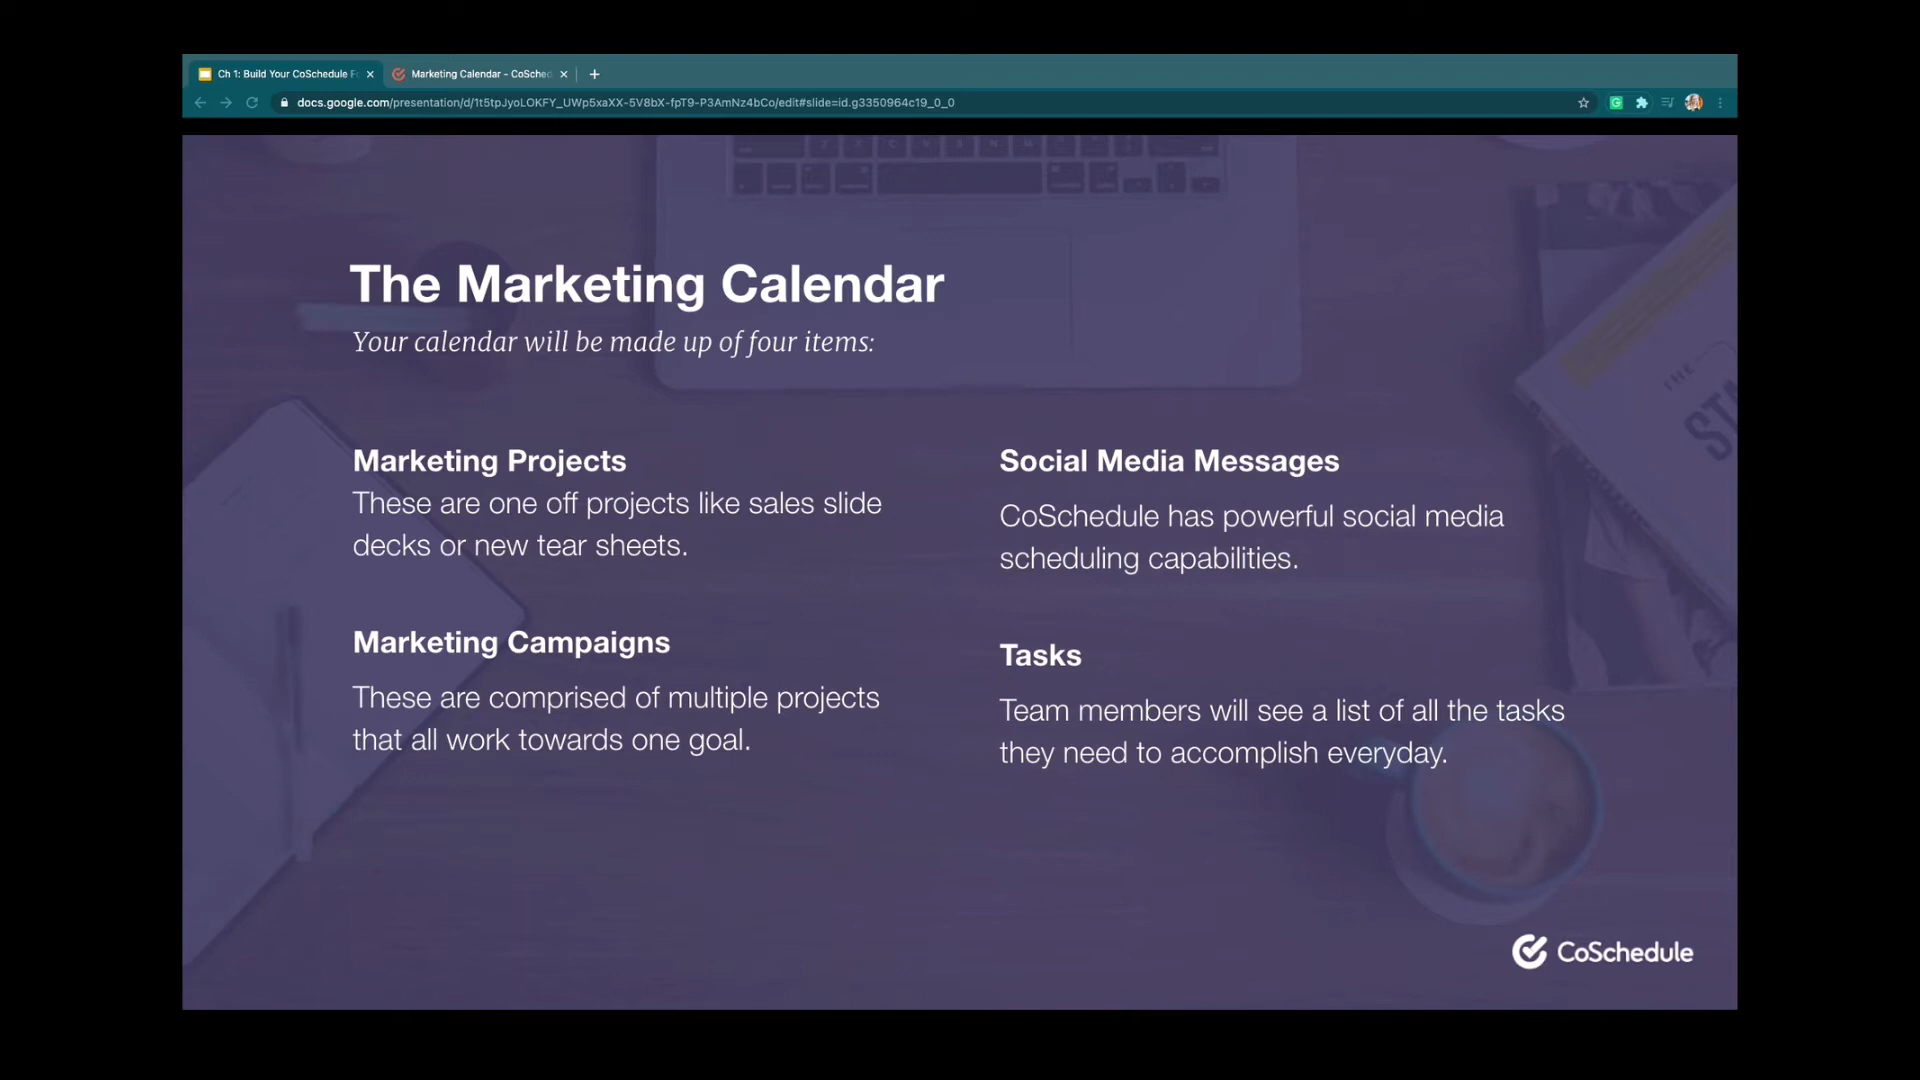 Ch 1: Build Your CoSchedule F
Marketing Calendar - CoSched
docs.google.com/presentation/d/1t5tpJyoLOKFY_UWp5xaXX-5V8bX-fpT9-P3AmNz4bCo/edit#slide=id.g3350964c19_0_0
The Marketing Calendar
Your calendar will be made up of four items:
Marketing Projects
These are one off projects like sales slide
decks or new tear sheets.
Marketing Campaigns
These are comprised of multiple projects
that all work towards one goal.
Social Media Messages
CoSchedule has powerful social media
scheduling capabilities.
Tasks
Team members will see a list of all the tasks
they need to accomplish everyday.
THE
STA
CoSchedule